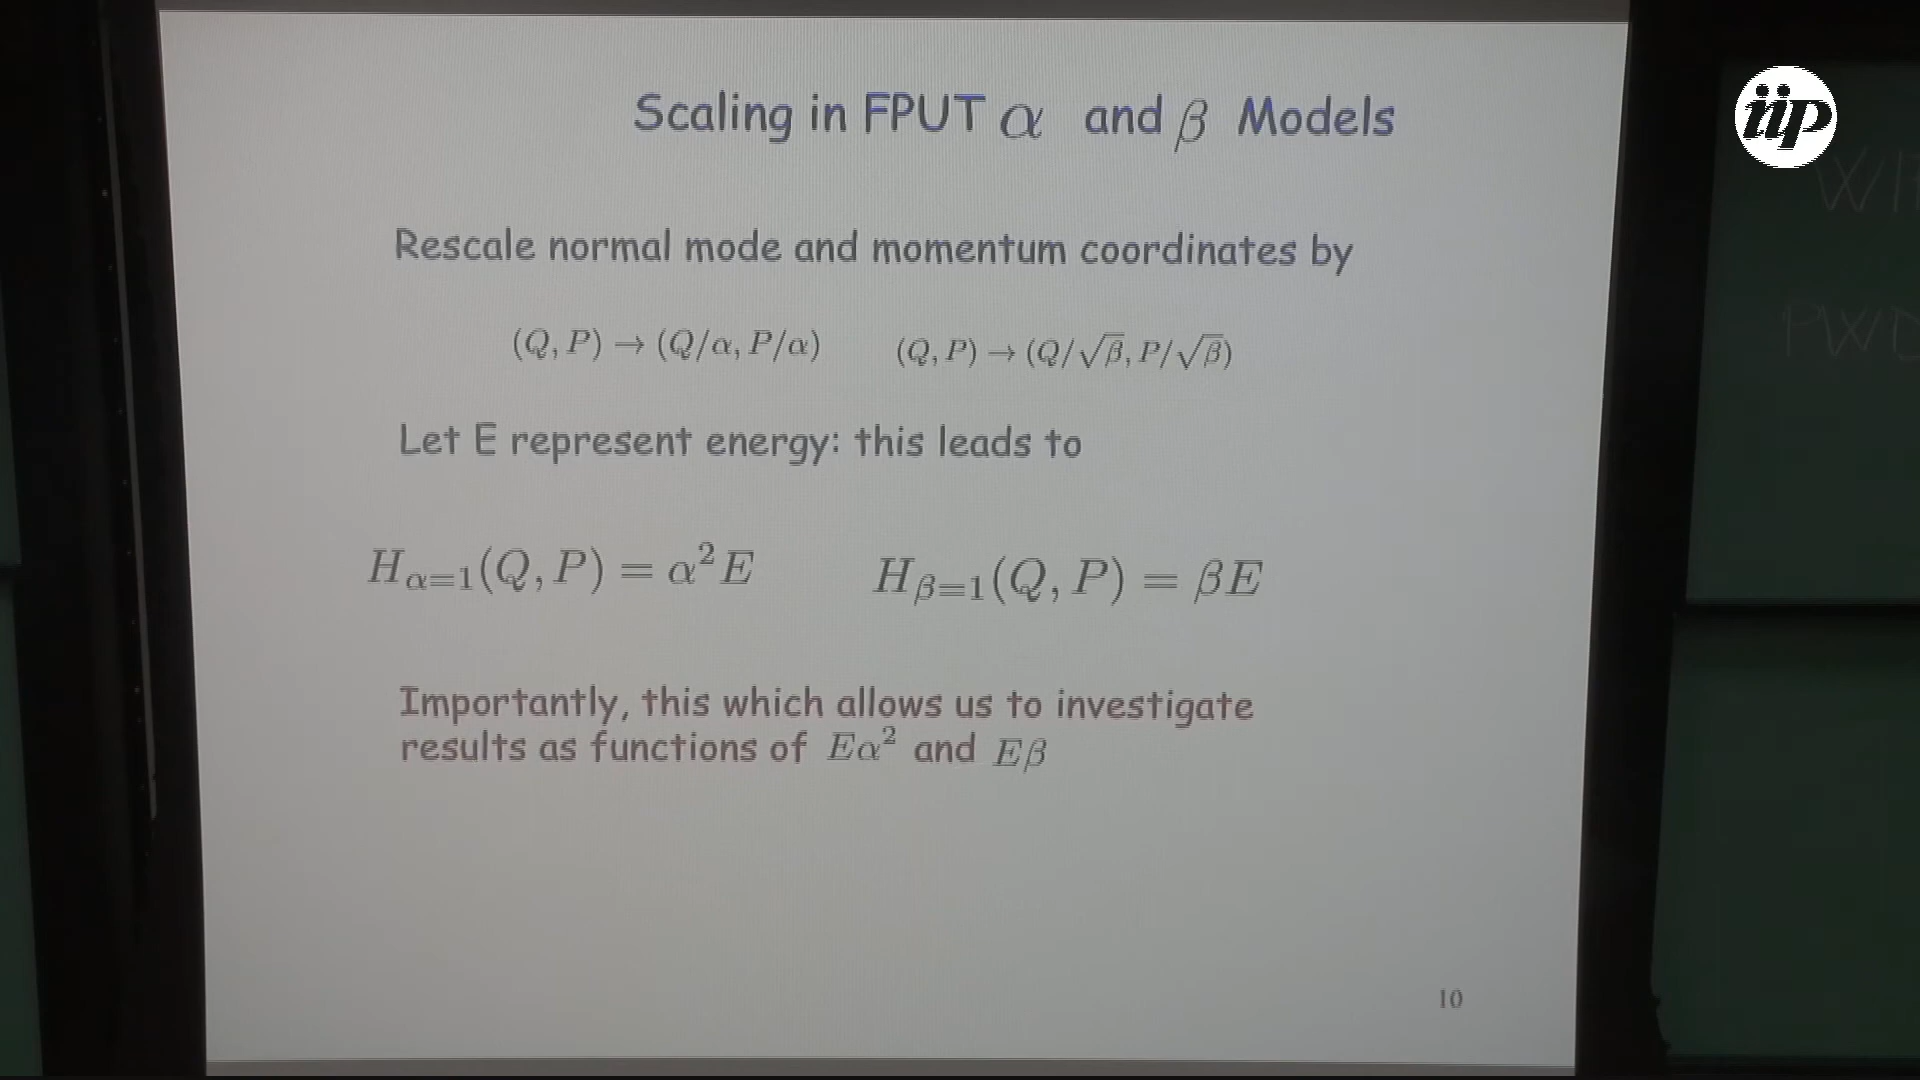 iip
Scaling in FPUT α and β Models
Rescale normal mode and momentum coordinates by
(Q, P) → (Q/α, P/α) (Q, P) → (Q/√β, P/√β)
Let E represent energy: this leads to
H_{α=1}(Q, P) = α²E H_{β=1}(Q, P) = βE
Importantly, this which allows us to investigate
results as functions of Eα² and Eβ
10